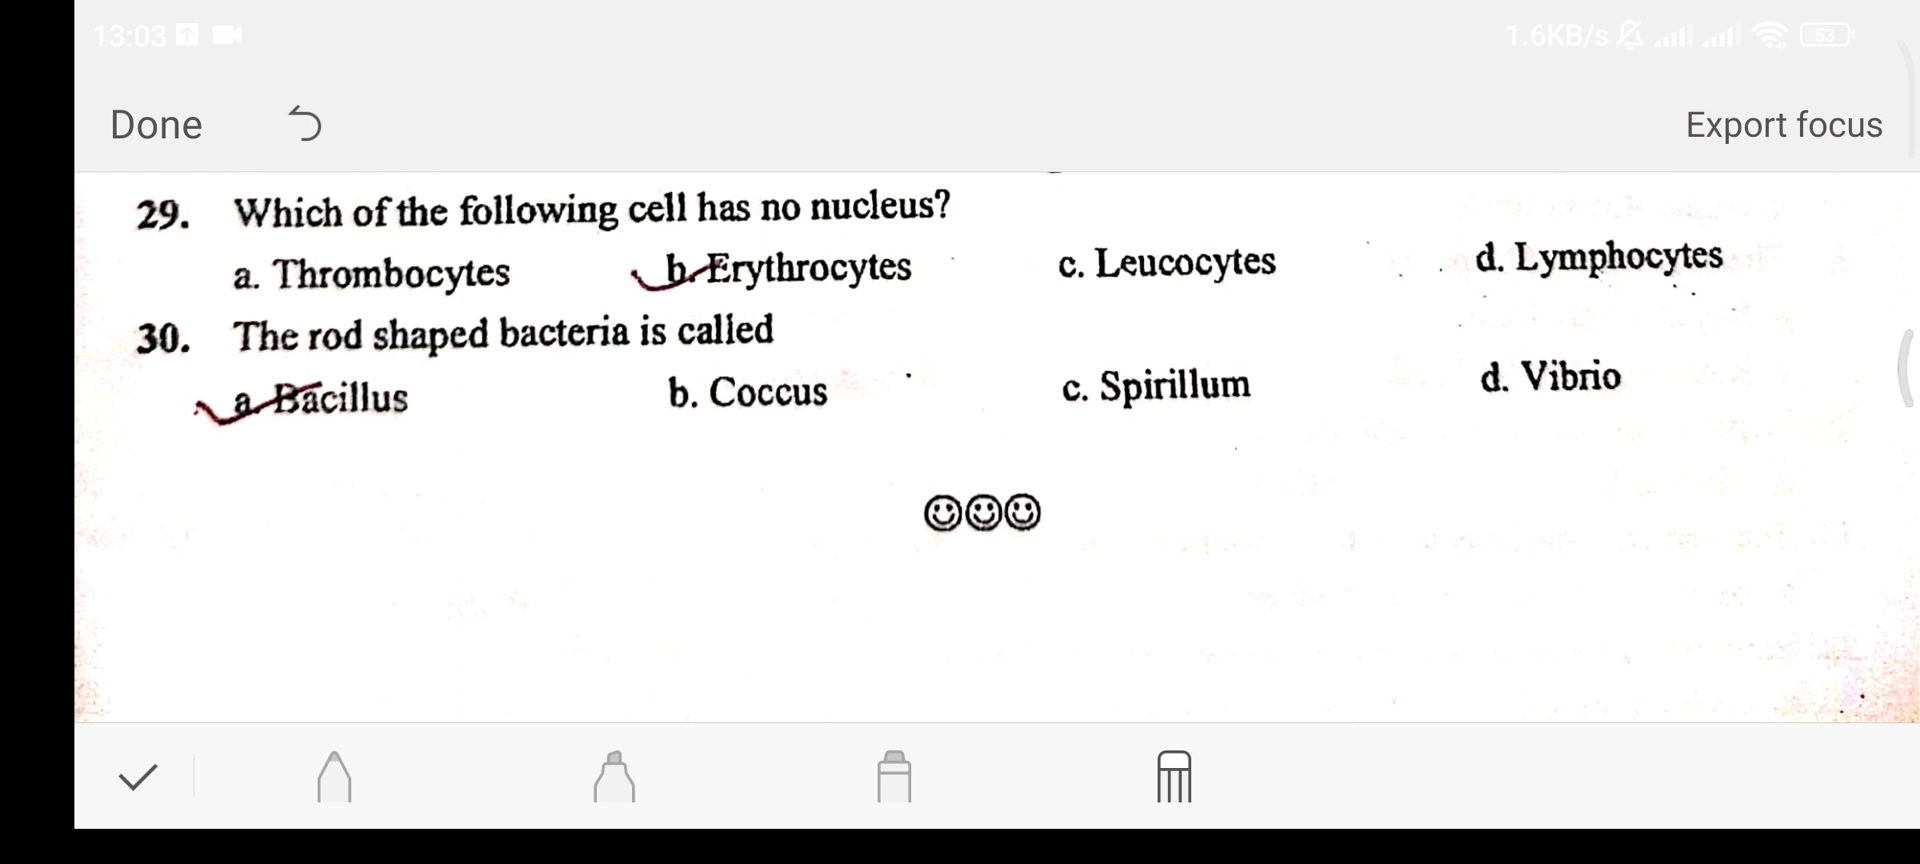 13:03 1.6KB/s 53
Done Export focus
29. Which of the following cell has no nucleus?
a. Thrombocytes b. Erythrocytes c. Leucocytes d. Lymphocytes
30. The rod shaped bacteria is called
a. Bacillus b. Coccus c. Spirillum d. Vibrio